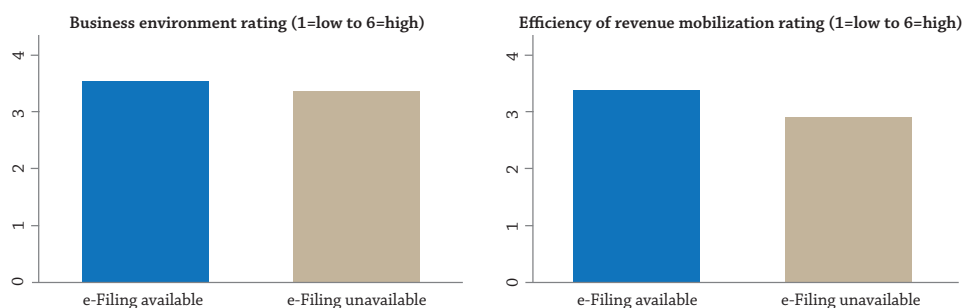 Business environment rating (1=low to 6=high)
4
3
2
1
0
e-Filing available e-Filing unavailable
Efficiency of revenue mobilization rating (1=low to 6=high)
4
3
2
1
0
e-Filing available e-Filing unavailable